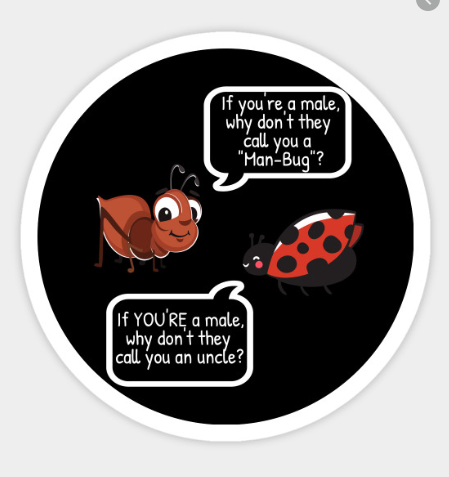 If you're a male,
why don't they
call you a
"Man-Bug"?
If YOU'RE a male,
why don't they
call you an uncle?